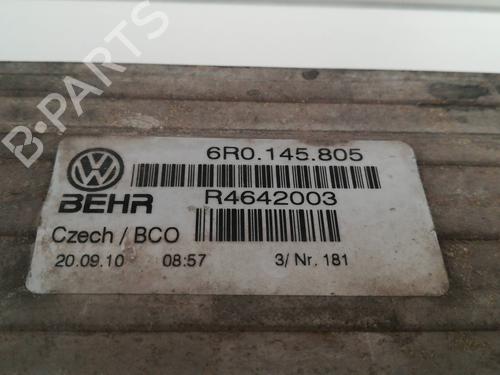 B-PARTS
6R0.145.805
BEHR
R4642003
Czech / BCO
20.09.10 08:57 3/ Nr. 181